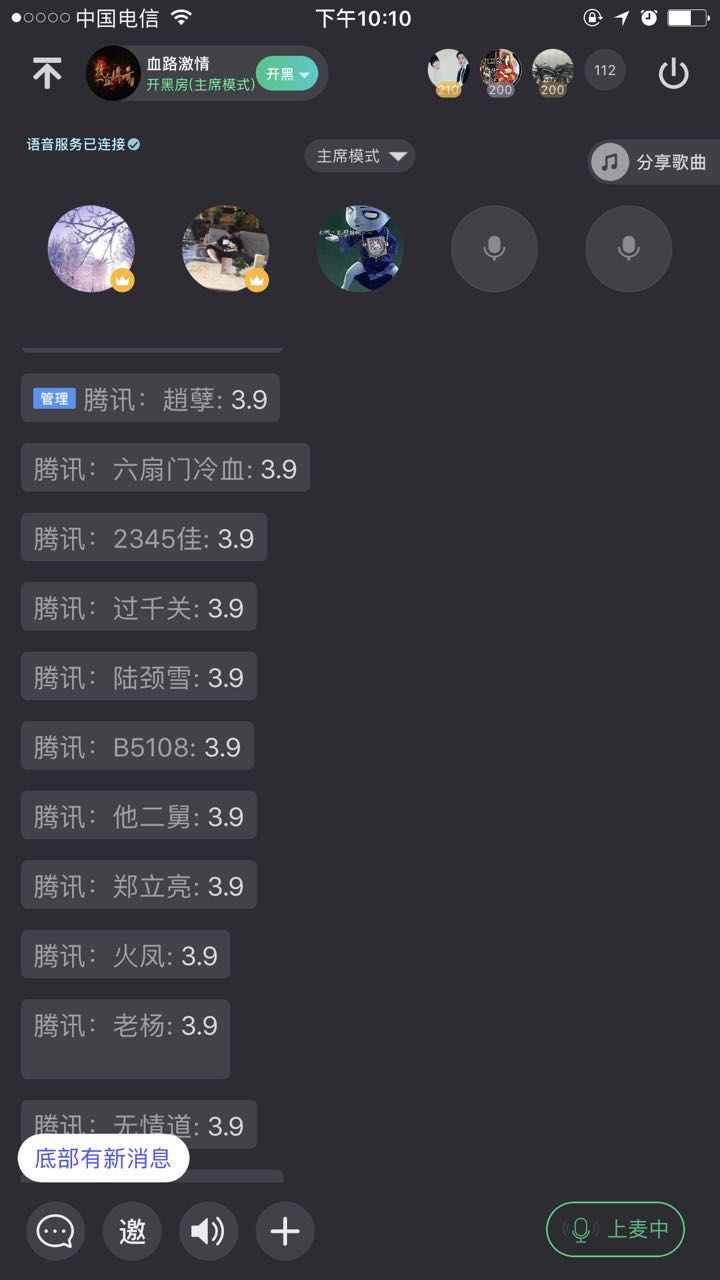 中国电信
下午10:10
血路激情
开黑房(主席模式)
开黑
210
200
200
112
语音服务已连接
主席模式
分享歌曲
管理 腾讯：趙孽: 3.9
腾讯：六扇门冷血: 3.9
腾讯：2345佳: 3.9
腾讯：过千关: 3.9
腾讯：陆颈雪: 3.9
腾讯：B5108: 3.9
腾讯：他二舅: 3.9
腾讯：郑立亮: 3.9
腾讯：火凤: 3.9
腾讯：老杨: 3.9
腾讯：无情道: 3.9
底部有新消息
邀
上麦中